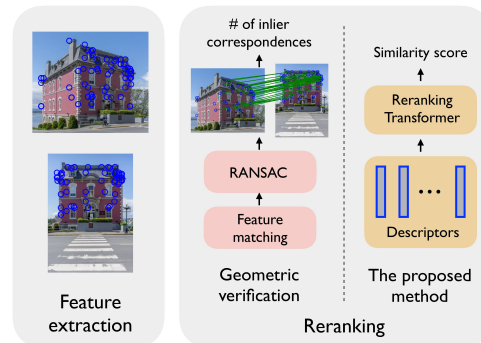 Feature
extraction
# of inlier
correspondences
RANSAC
Feature
matching
Geometric
verification
Similarity score
Reranking
Transformer
...
Descriptors
The proposed
method
Reranking